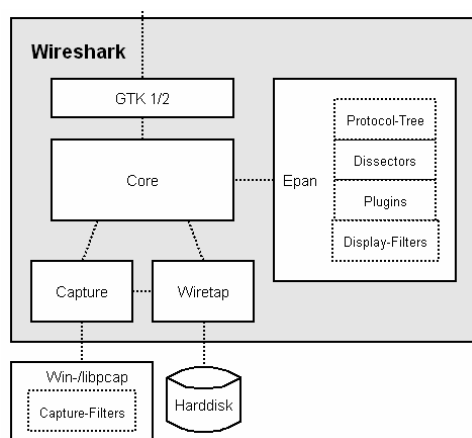 Wireshark
GTK 1/2
Core
Epan
Protocol-Tree
Dissectors
Plugins
Display-Filters
Capture
Wiretap
Win-/libpcap
Capture-Filters
Harddisk